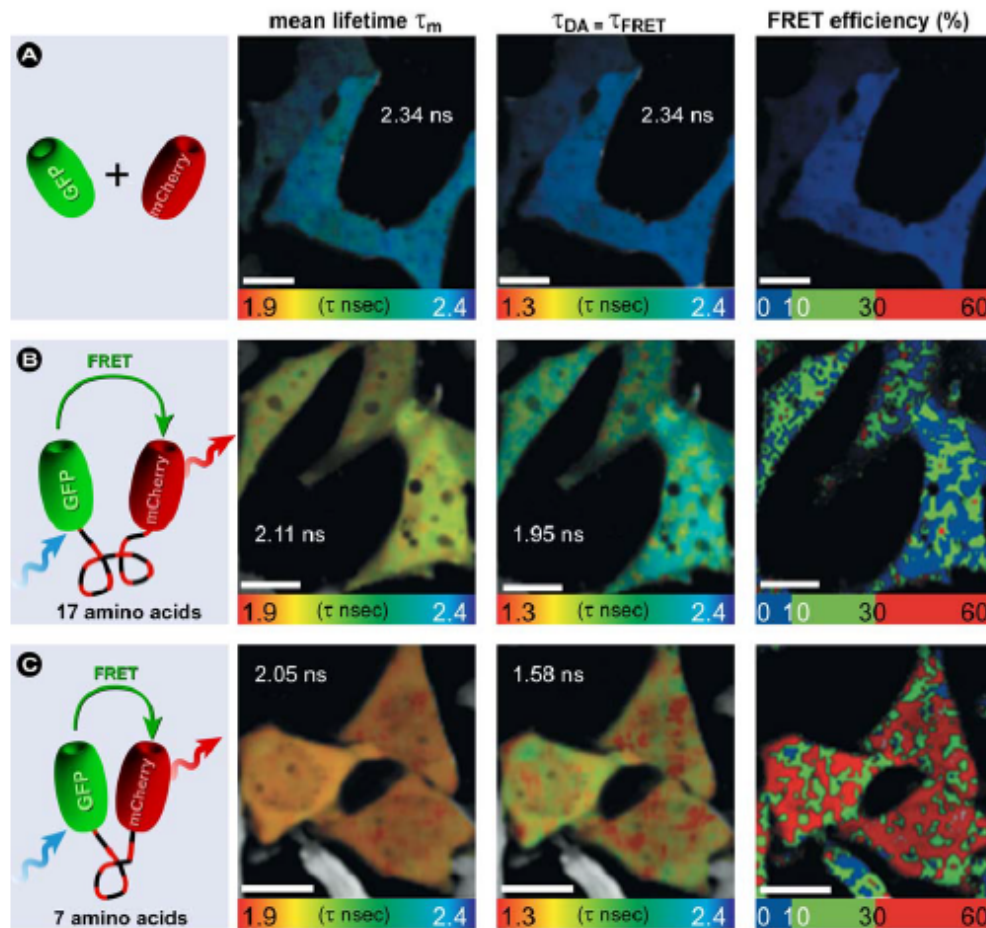 mean lifetime τm
τDA = τFRET
FRET efficiency (%)
A
GFP
+
mCherry
2.34 ns
2.34 ns
1.9 (τ nsec) 2.4
1.3 (τ nsec) 2.4
0 10 30 60
B
FRET
GFP
mCherry
17 amino acids
2.11 ns
1.95 ns
1.9 (τ nsec) 2.4
1.3 (τ nsec) 2.4
0 10 30 60
C
FRET
GFP
mCherry
7 amino acids
2.05 ns
1.58 ns
1.9 (τ nsec) 2.4
1.3 (τ nsec) 2.4
0 10 30 60